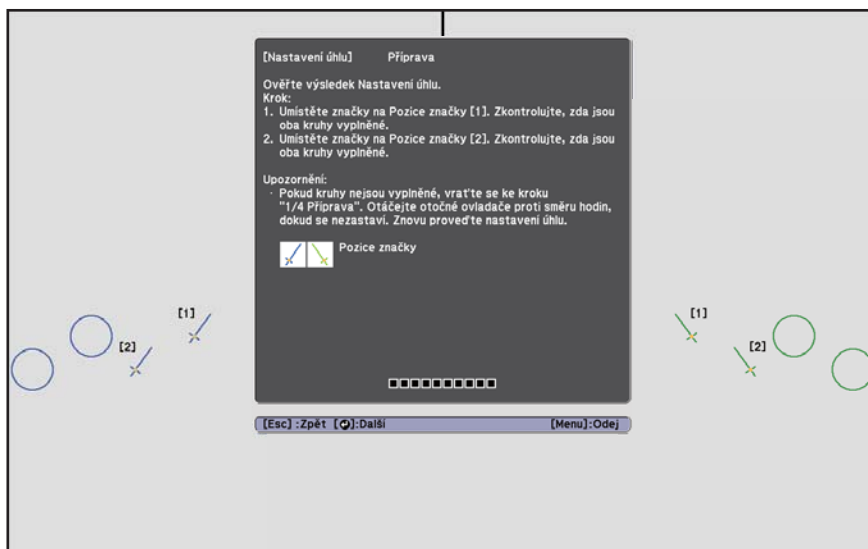 [Nastavení úhlu] Příprava
Ověřte výsledek Nastavení úhlu.
Krok:
1. Umístěte značky na Pozice značky [1]. Zkontrolujte, zda jsou
oba kruhy vyplněné.
2. Umístěte značky na Pozice značky [2]. Zkontrolujte, zda jsou
oba kruhy vyplněné.
Upozornění:
· Pokud kruhy nejsou vyplněné, vraťte se ke kroku
"1/4 Příprava". Otáčejte otočné ovladače proti směru hodin,
dokud se nezastaví. Znovu proveďte nastavení úhlu.
Pozice značky
[1]
[2]
[1]
[2]
[Esc] :Zpět [⏎]:Další [Menu]:Odej